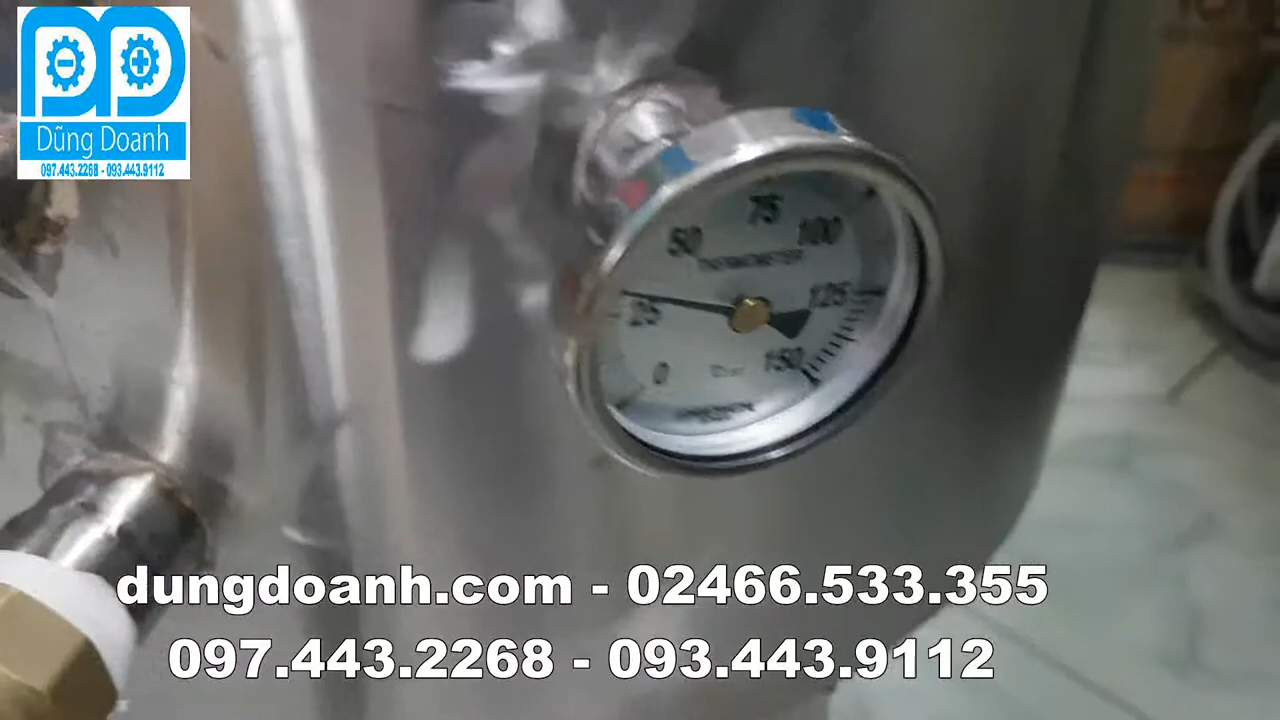 Dũng Doanh
097.443.2268 - 093.443.9112
75
50
100
THERMOMETER
25
125
0
150
dungdoanh.com - 02466.533.355
097.443.2268 - 093.443.9112